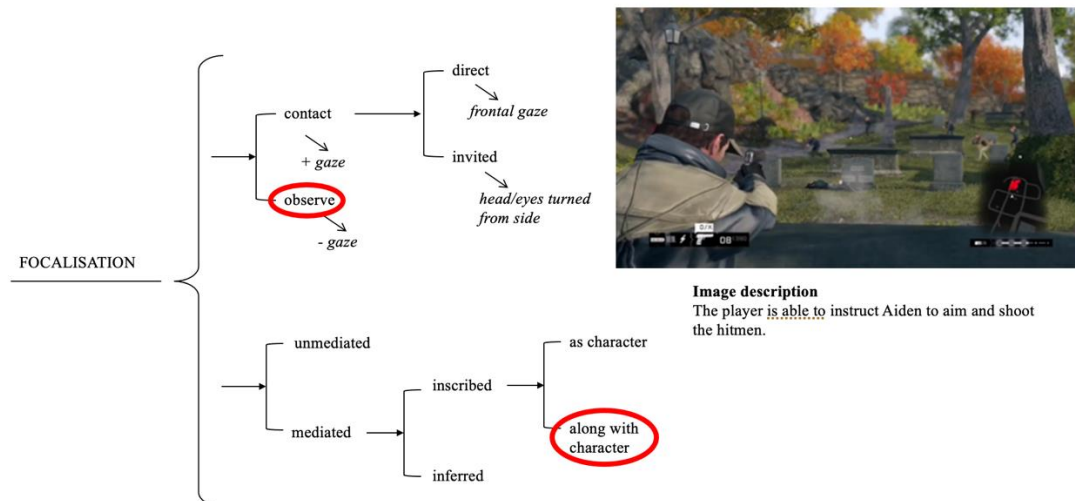 FOCALISATION
contact
+ gaze
observe
- gaze
direct
frontal gaze
invited
head/eyes turned
from side
unmediated
mediated
inscribed
inferred
as character
along with
character
Image description
The player is able to instruct Aiden to aim and shoot
the hitmen.